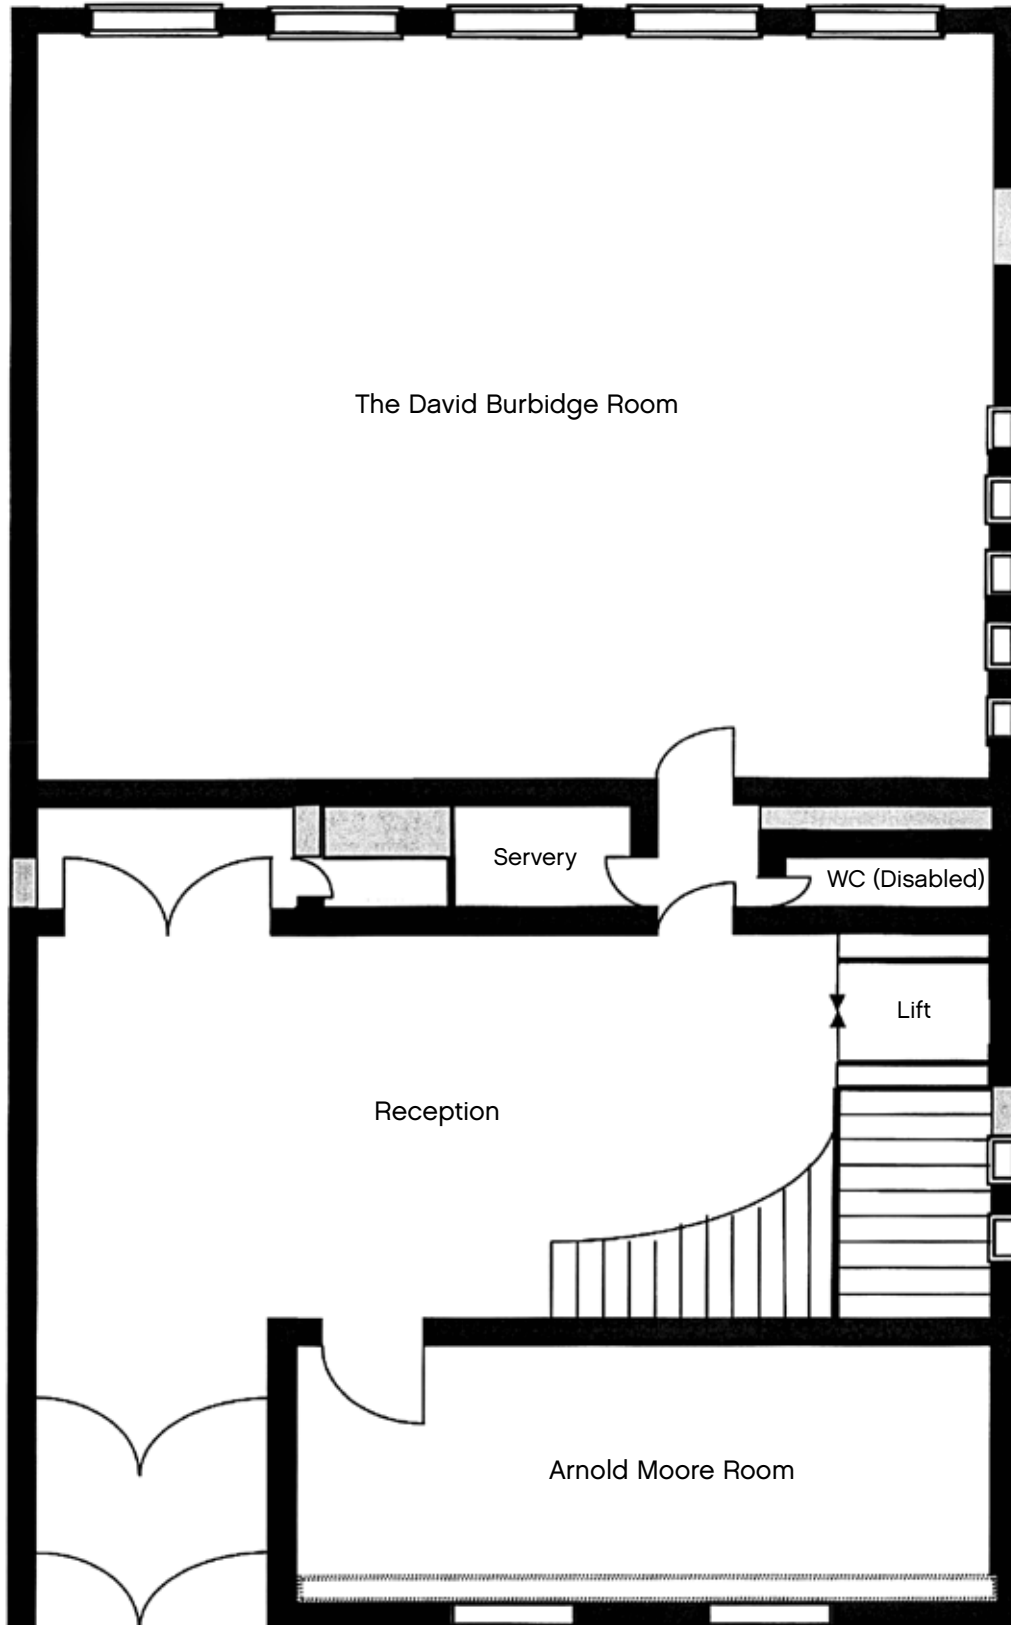 The David Burbidge Room
Servery
WC (Disabled)
Lift
Reception
Arnold Moore Room